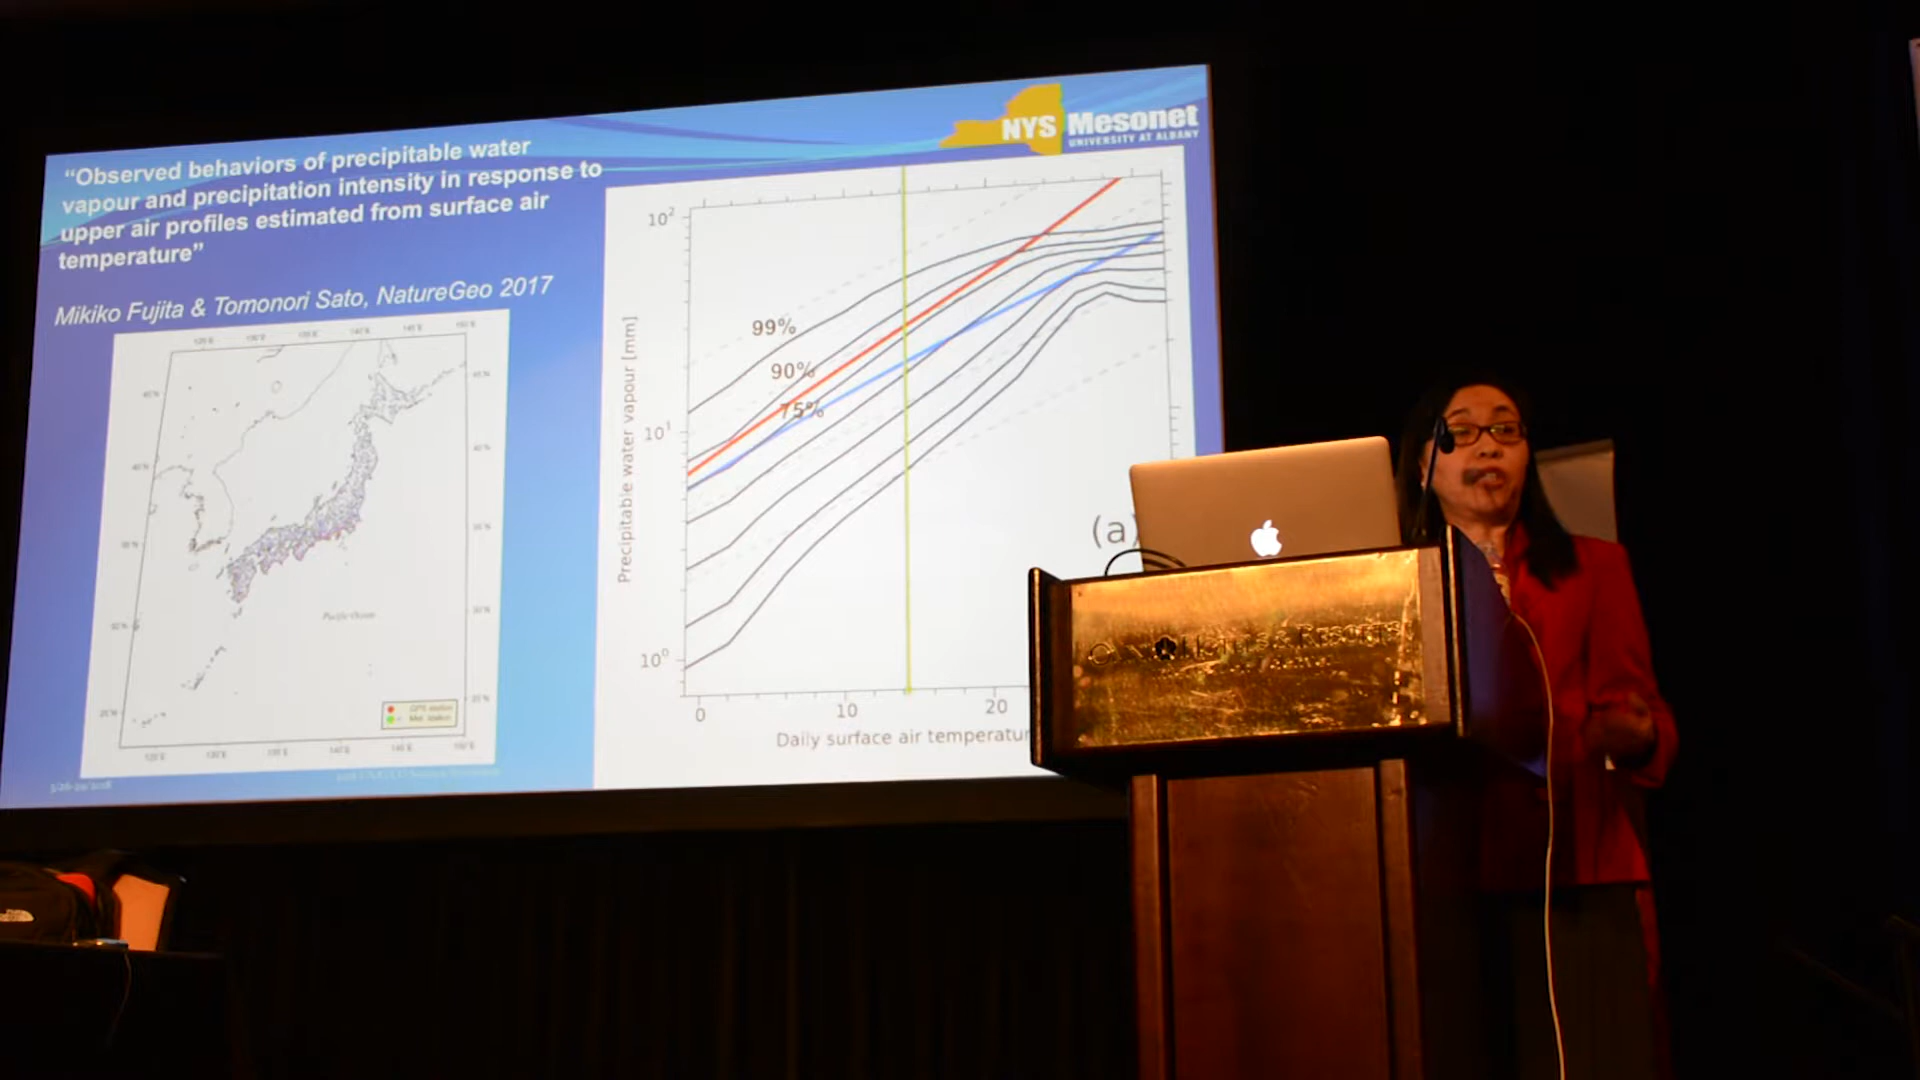 “Observed behaviors of precipitable water
vapour and precipitation intensity in response to
upper air profiles estimated from surface air
temperature”
Mikiko Fujita & Tomonori Sato, NatureGeo 2017
NYS Mesonet
UNIVERSITY AT ALBANY
Precipitable water vapour [mm]
10²
10¹
10⁰
99%
90%
75%
(a)
0 10 20
Daily surface air temperatur
Pacific Ocean
GPS station
Met. station